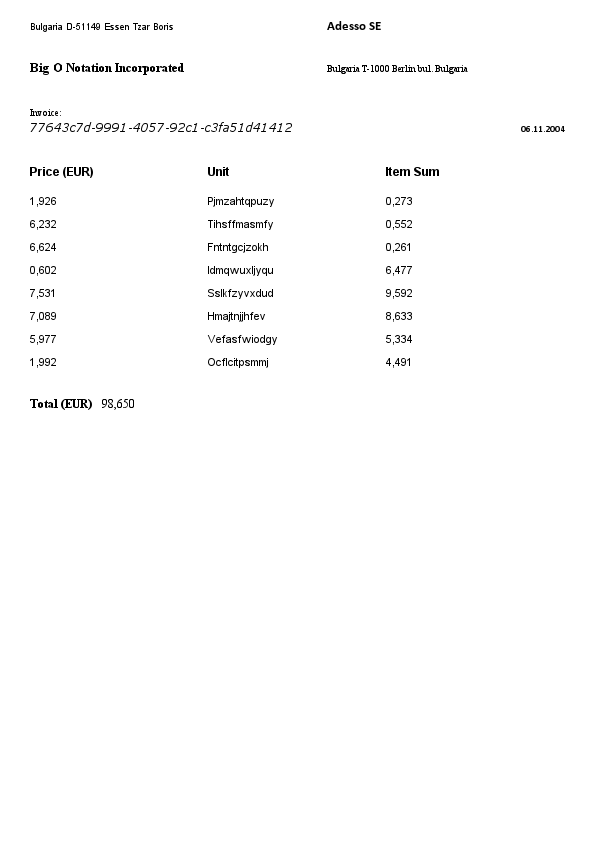 Bulgaria D-51149 Essen Tzar Boris
Adesso SE
Big O Notation Incorporated
Bulgaria T-1000 Berlin bul. Bulgaria
Invoice:
77643c7d-9991-4057-92c1-c3fa51d41412
06.11.2004
Price (EUR) Unit Item Sum
1,926 Pjmzahtqpuzy 0,273
6,232 Tihsffmasmfy 0,552
6,624 Fntntgcjzokh 0,261
0,602 Idmqwuxljyqu 6,477
7,531 Sslkfzyvxdud 9,592
7,089 Hmajtnjjhfev 8,633
5,977 Vefasfwiodgy 5,334
1,992 Ocflcitpsmmj 4,491
Total (EUR) 98,650